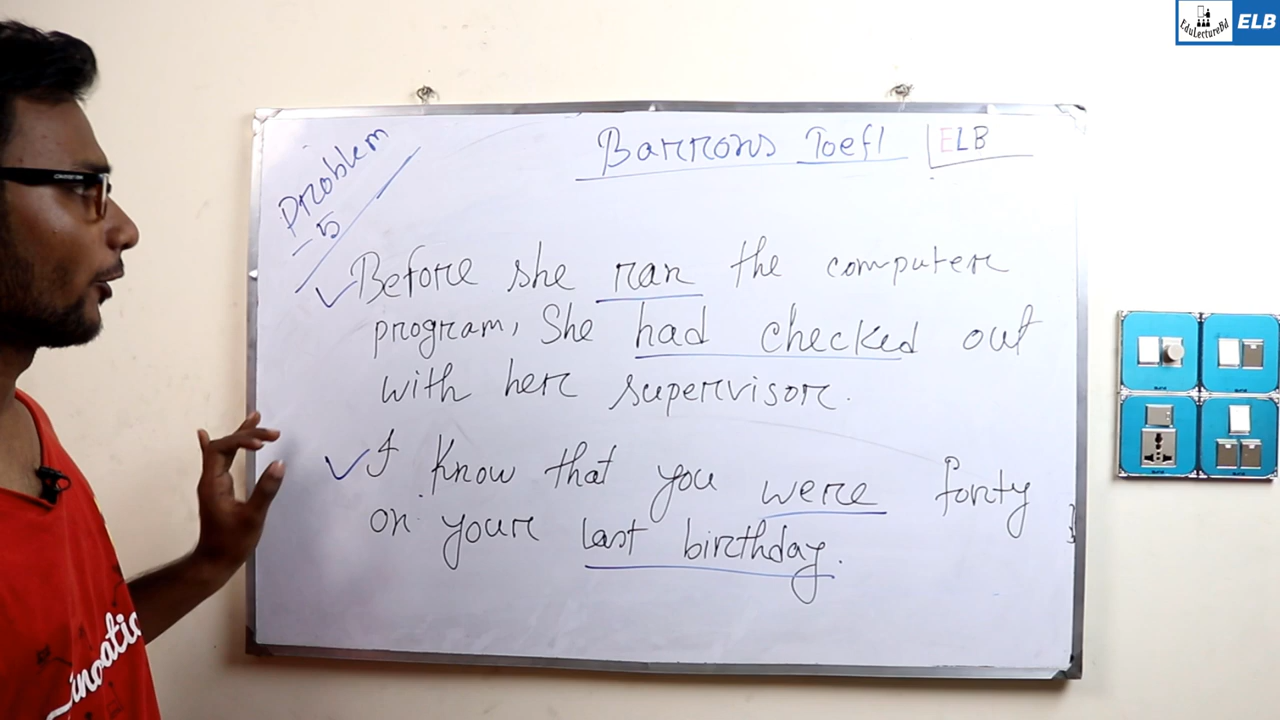 EduLectureBd ELB
Barrons Toefl ELB
Problem
- 5
Before she ran the computer
program, She had checked out
with her supervisor.
I Know that you were forty
on your last birthday.